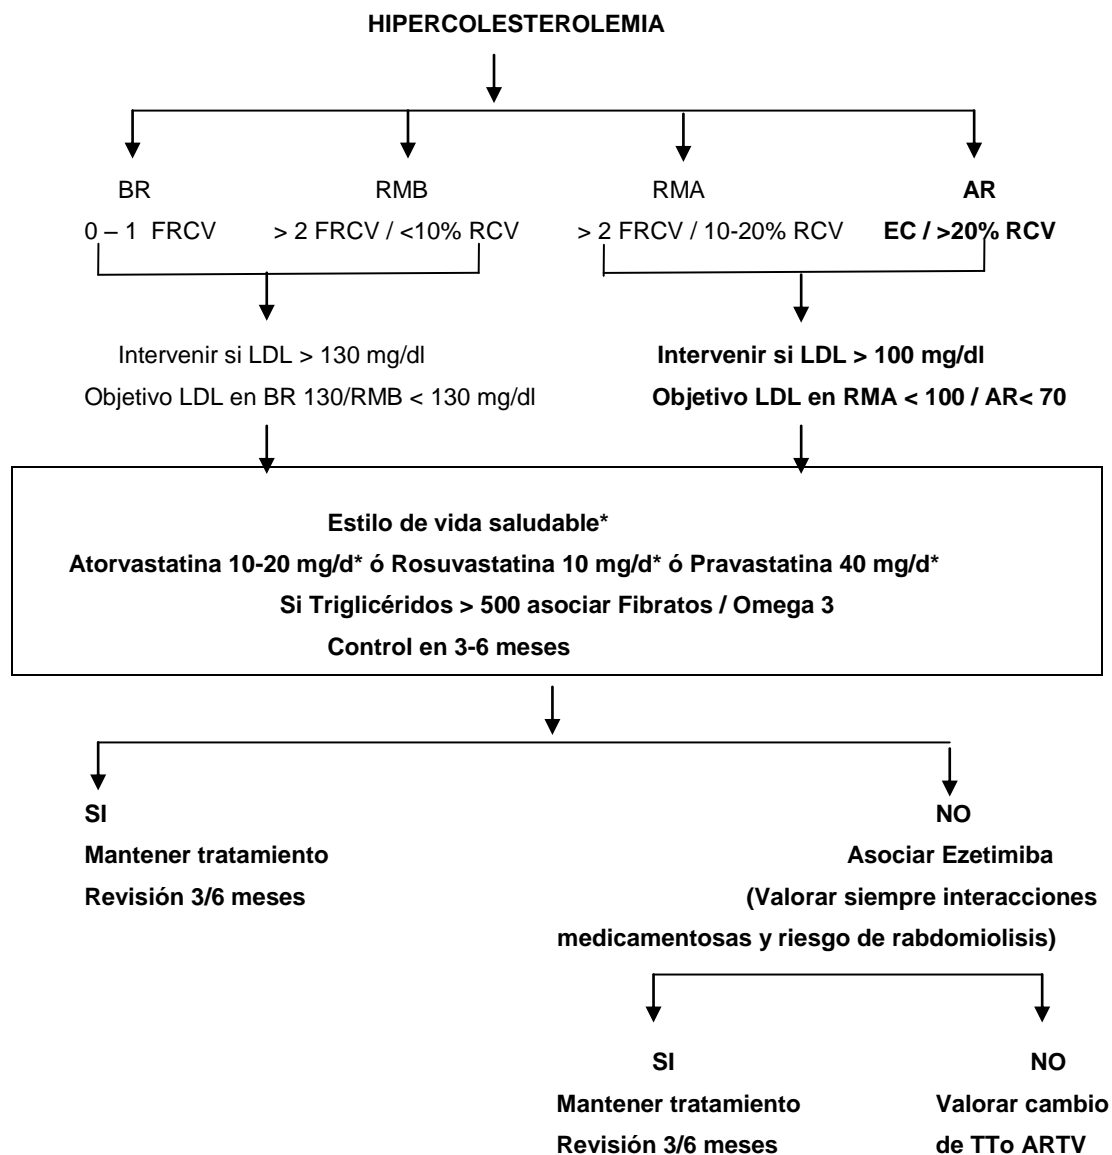 HIPERCOLESTEROLEMIA
BR RMB RMA AR
0 – 1 FRCV > 2 FRCV / <10% RCV > 2 FRCV / 10-20% RCV EC / >20% RCV
Intervenir si LDL > 130 mg/dl Intervenir si LDL > 100 mg/dl
Objetivo LDL en BR 130/RMB < 130 mg/dl Objetivo LDL en RMA < 100 / AR< 70
Estilo de vida saludable*
Atorvastatina 10-20 mg/d* ó Rosuvastatina 10 mg/d* ó Pravastatina 40 mg/d*
Si Triglicéridos > 500 asociar Fibratos / Omega 3
Control en 3-6 meses
SI NO
Mantener tratamiento Asociar Ezetimiba
Revisión 3/6 meses (Valorar siempre interacciones
medicamentosas y riesgo de rabdomiolisis)
SI NO
Mantener tratamiento Valorar cambio
Revisión 3/6 meses de TTo ARTV